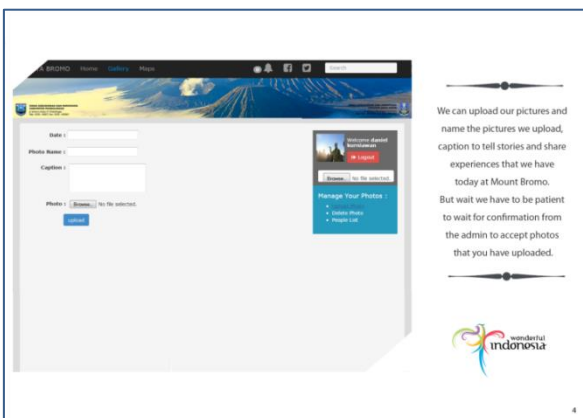 BROMO Home Gallery Maps
Search
Date :
Photo Name :
Caption :
Photo : Browse... No file selected.
upload
Welcome daniel
kurniawan
Logout
Browse... No file selected.
Manage Your Photos :
Delete Photo
People List
We can upload our pictures and
name the pictures we upload,
caption to tell stories and share
experiences that we have
today at Mount Bromo.
But wait we have to be patient
to wait for confirmation from
the admin to accept photos
that you have uploaded.
wonderful
indonesia
4